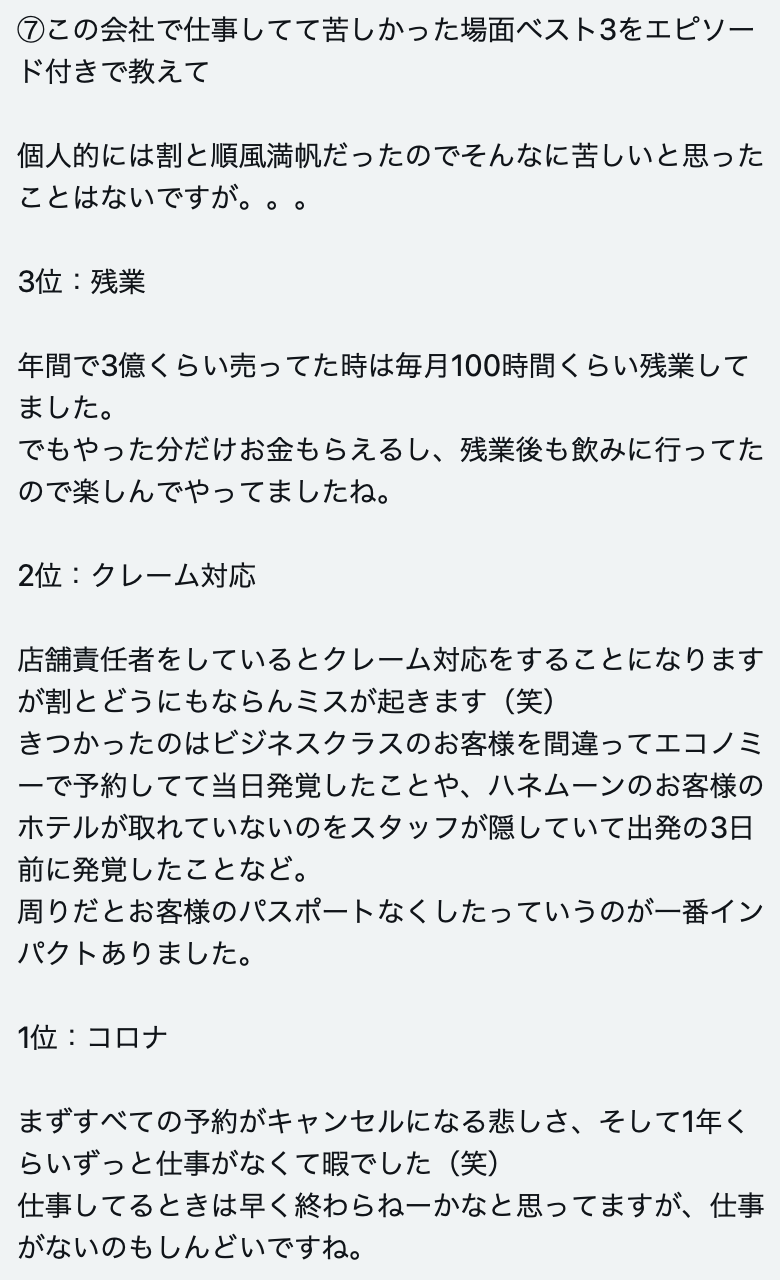 ⑦この会社で仕事してて苦しかった場面ベスト3をエピソー
ド付きで教えて
個人的には割と順風満帆だったのでそんなに苦しいと思った
ことはないですが。。。
3位：残業
年間で3億くらい売ってた時は毎月100時間くらい残業して
ました。
でもやった分だけお金もらえるし、残業後も飲みに行ってた
ので楽しんでやってましたね。
2位：クレーム対応
店舗責任者をしているとクレーム対応をすることになります
が割とどうにもならんミスが起きます（笑）
きつかったのはビジネスクラスのお客様を間違ってエコノミ
ーで予約してて当日発覚したことや、ハネムーンのお客様の
ホテルが取れていないのをスタッフが隠していて出発の3日
前に発覚したことなど。
周りだとお客様のパスポートなくしたっていうのが一番イン
パクトありました。
1位：コロナ
まずすべての予約がキャンセルになる悲しさ、そして1年く
らいずっと仕事がなくて暇でした（笑）
仕事してるときは早く終わらねーかなと思ってますが、仕事
がないのもしんどいですね。